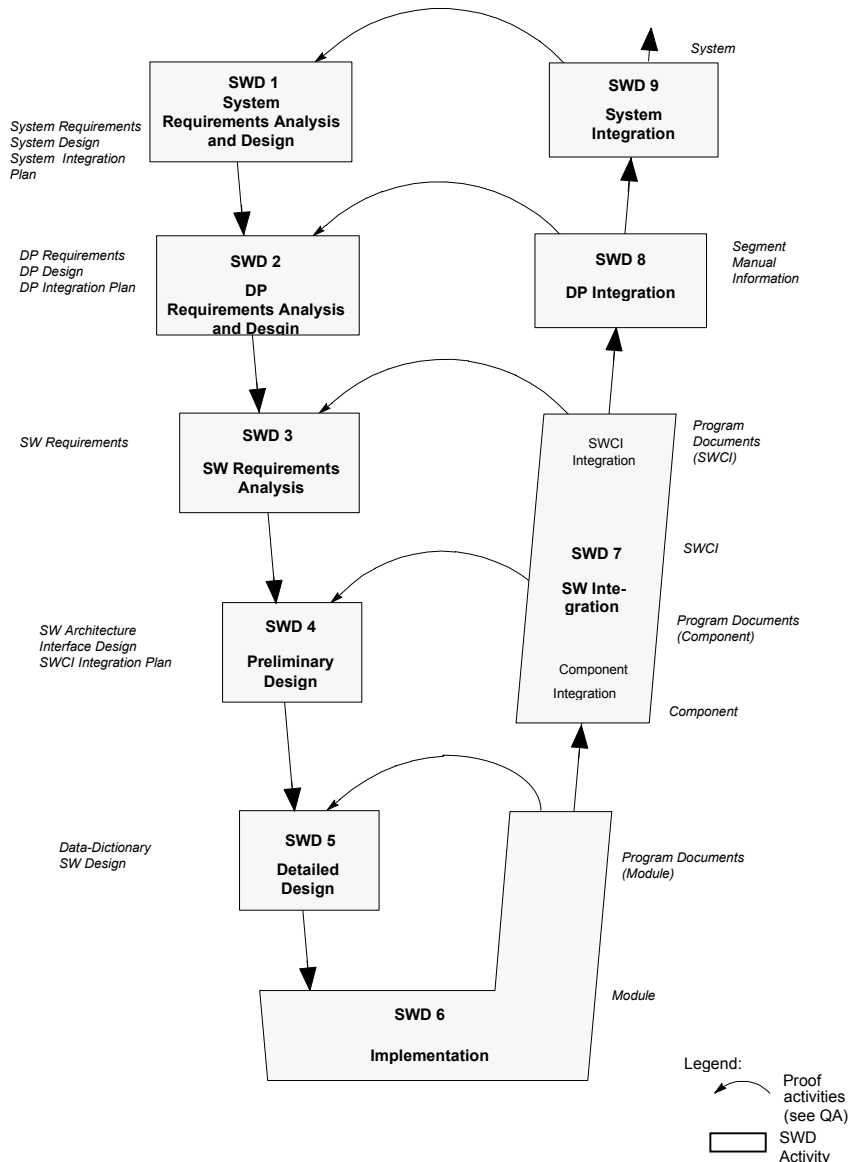 SWD 1
System
Requirements Analysis
and Design
System Requirements
System Design
System Integration
Plan
SWD 9
System
Integration
System
SWD 2
DP
Requirements Analysis
and Desgin
DP Requirements
DP Design
DP Integration Plan
SWD 8
DP Integration
Segment
Manual
Information
SWD 3
SW Requirements
Analysis
SW Requirements
SWCI
Integration
SWD 7
SW Inte-
gration
Component
Integration
Program
Documents
(SWCI)
SWCI
Program Documents
(Component)
Component
SWD 4
Preliminary
Design
SW Architecture
Interface Design
SWCI Integration Plan
SWD 5
Detailed
Design
Data-Dictionary
SW Design
Program Documents
(Module)
Module
SWD 6
Implementation
Legend:
Proof
activities
(see QA)
SWD
Activity